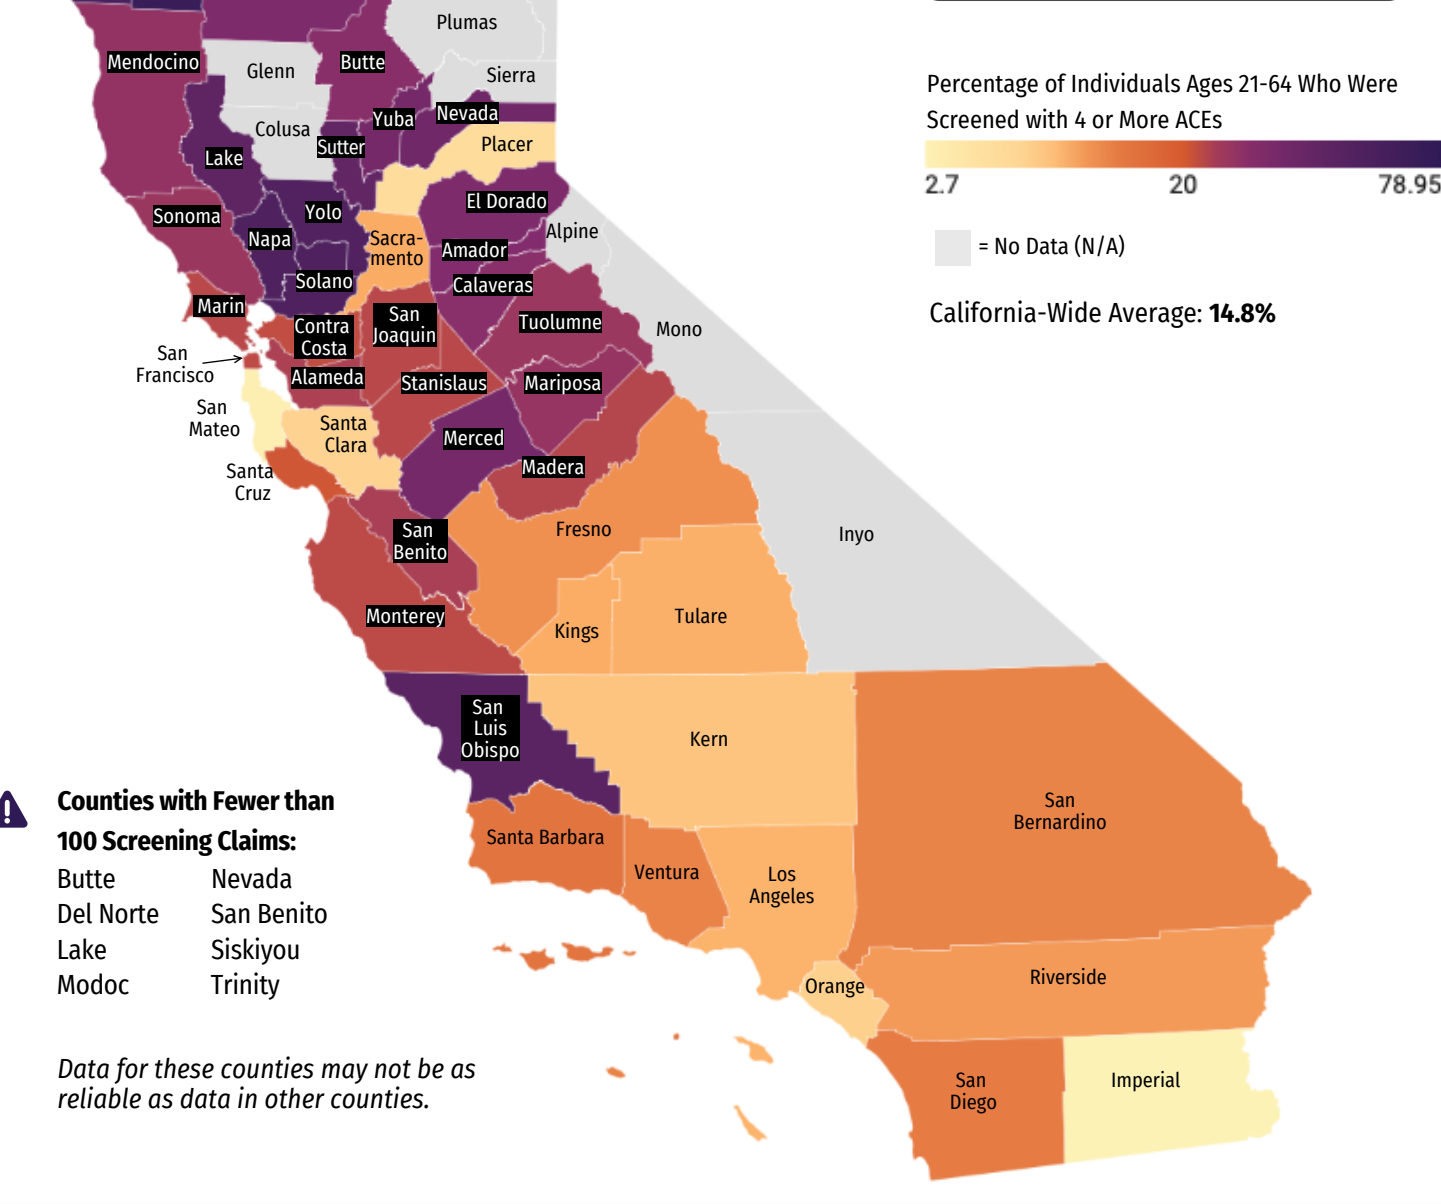 Plumas
Mendocino
Glenn
Butte
Sierra
Nevada
Yuba
Colusa
Sutter
Placer
Lake
El Dorado
Yolo
Sonoma
Napa
Sacra-
mento
Alpine
Amador
Solano
Calaveras
Marin
San
Joaquin
Contra
Costa
Tuolumne
Mono
San
Francisco
Alameda
Stanislaus
Mariposa
San
Mateo
Santa
Clara
Merced
Madera
Santa
Cruz
San
Benito
Fresno
Inyo
Monterey
Kings
Tulare
San
Luis
Obispo
Kern
San
Bernardino
Santa Barbara
Ventura
Los
Angeles
Orange
Riverside
San
Diego
Imperial
Percentage of Individuals Ages 21-64 Who Were
Screened with 4 or More ACEs
2.7 20 78.95
= No Data (N/A)
California-Wide Average: 14.8%
!
Counties with Fewer than
100 Screening Claims:
Butte Nevada
Del Norte San Benito
Lake Siskiyou
Modoc Trinity
Data for these counties may not be as
reliable as data in other counties.